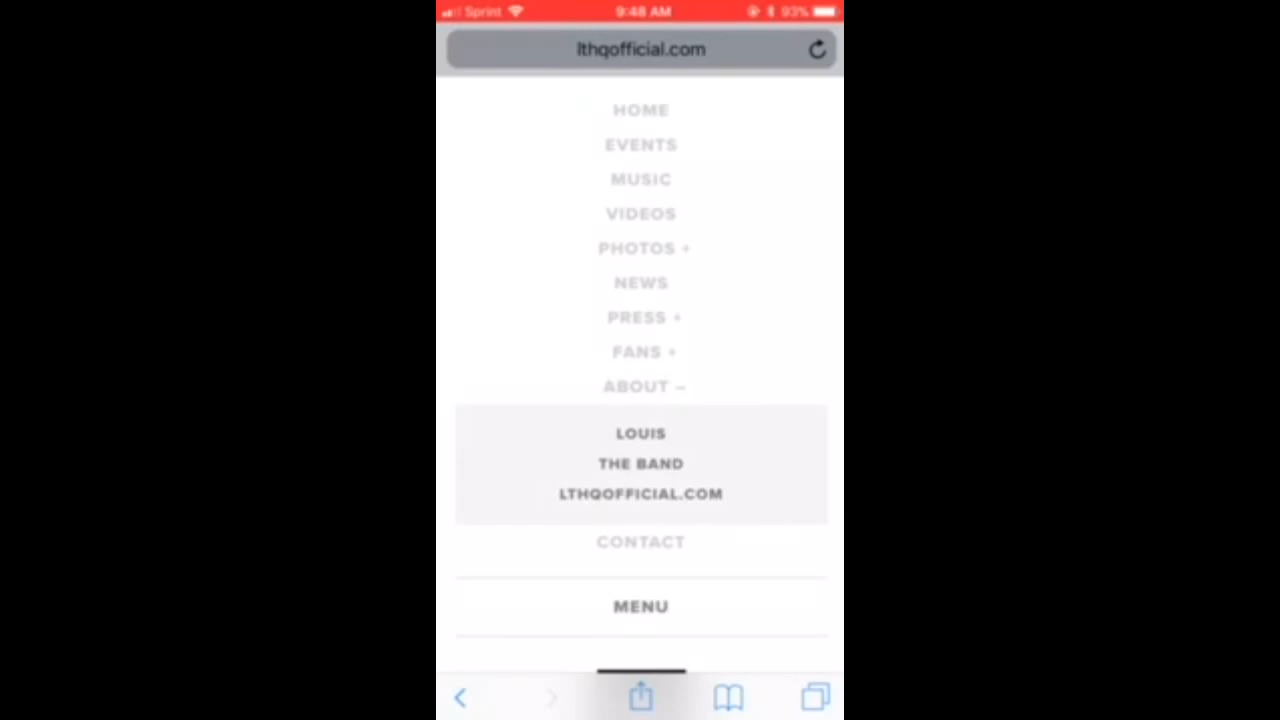 Sprint 9:48 AM 93%
lthqofficial.com
HOME
EVENTS
MUSIC
VIDEOS
PHOTOS +
NEWS
PRESS +
FANS +
ABOUT –
LOUIS
THE BAND
LTHQOFFICIAL.COM
CONTACT
MENU